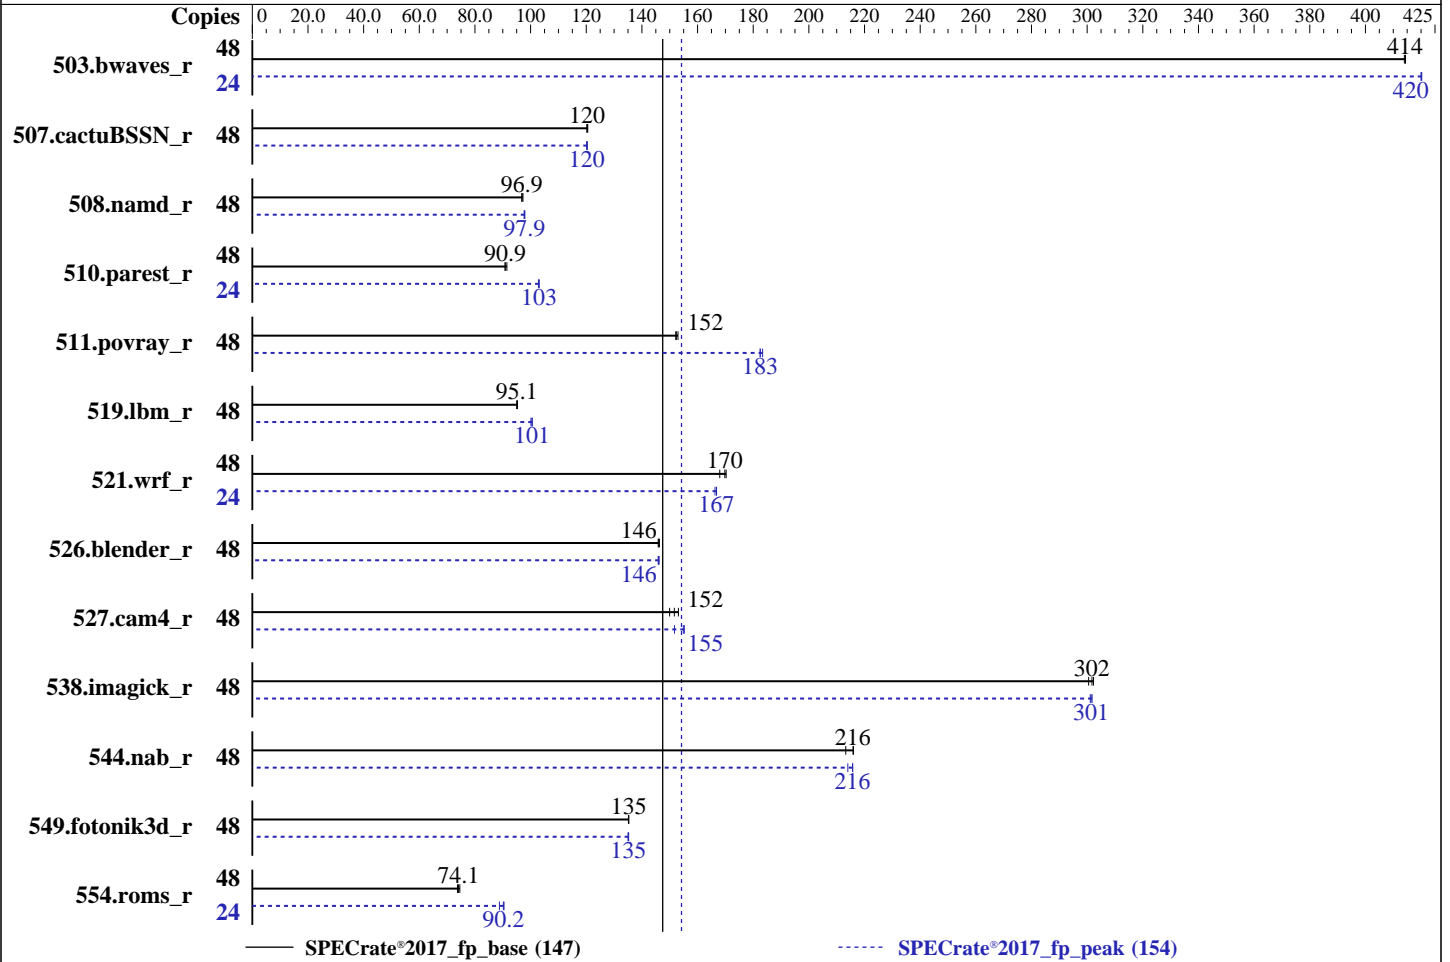 Copies 0 20.0 40.0 60.0 80.0 100 120 140 160 180 200 220 240 260 280 300 320 340 360 380 400 425
503.bwaves_r 48 414
24 420
507.cactuBSSN_r 48 120
120
508.namd_r 48 96.9
97.9
510.parest_r 48 90.9
24 103
511.povray_r 48 152
183
519.lbm_r 48 95.1
101
521.wrf_r 48 170
24 167
526.blender_r 48 146
146
527.cam4_r 48 152
155
538.imagick_r 48 302
301
544.nab_r 48 216
216
549.fotonik3d_r 48 135
135
554.roms_r 48 74.1
24 90.2
SPECrate®2017_fp_base (147) SPECrate®2017_fp_peak (154)